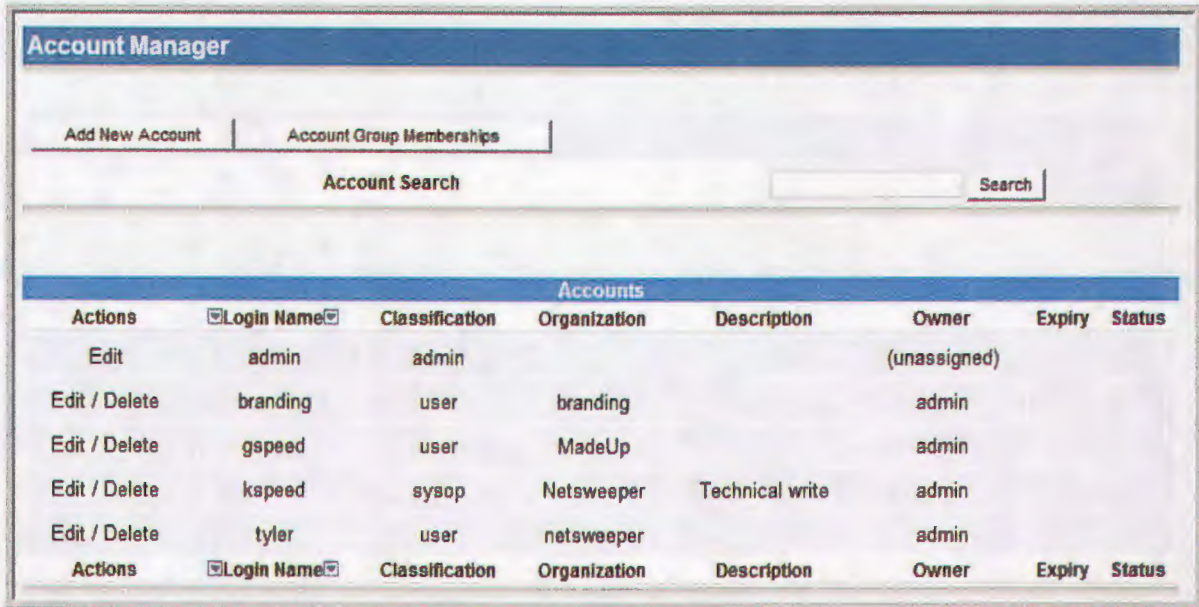 Account Manager
Add New Account Account Group Memberships
Account Search Search
Accounts
Actions Login Name Classification Organization Description Owner Expiry Status
Edit admin admin (unassigned)
Edit / Delete branding user branding admin
Edit / Delete gspeed user MadeUp admin
Edit / Delete kspeed sysop Netsweeper Technical write admin
Edit / Delete tyler user netsweeper admin
Actions Login Name Classification Organization Description Owner Expiry Status